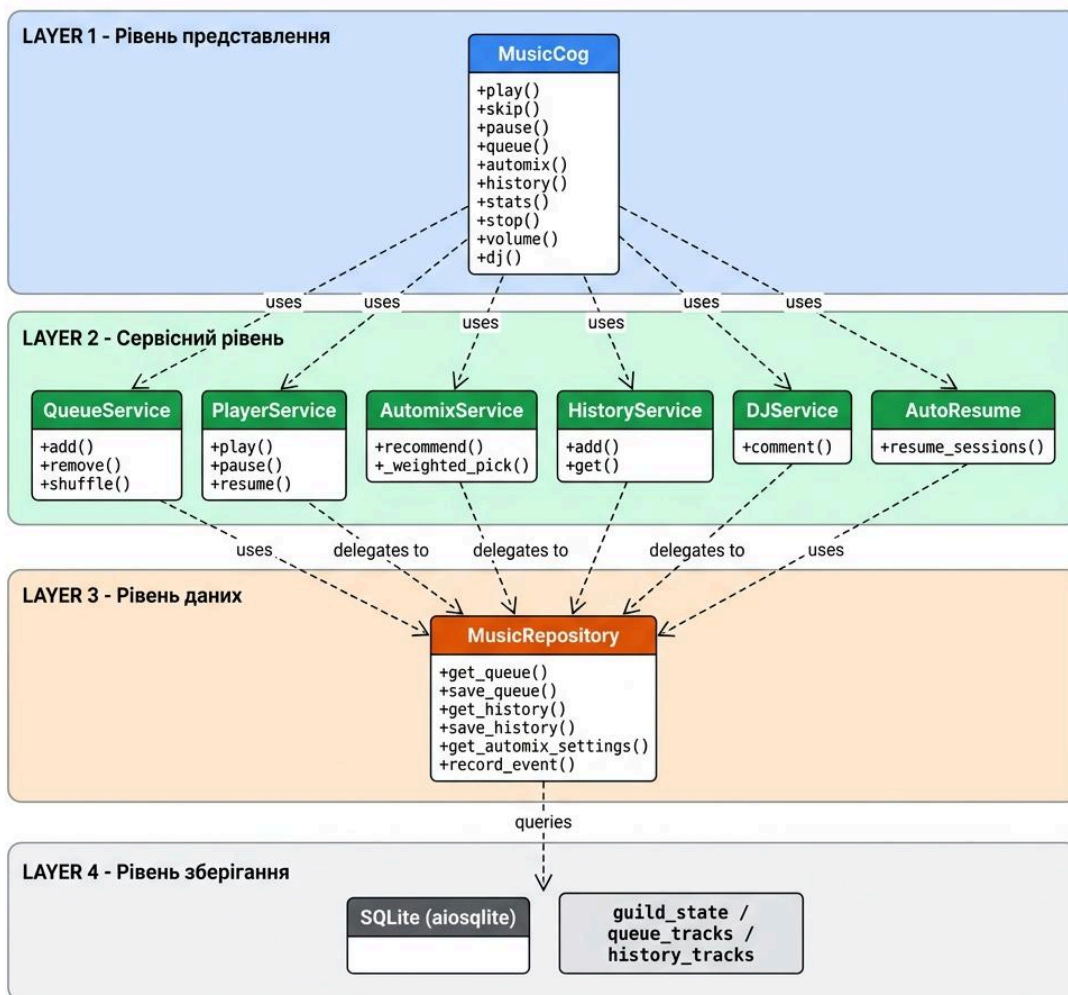 LAYER 1 - Рівень представлення
MusicCog
+play()
+skip()
+pause()
+queue()
+automix()
+history()
+stats()
+stop()
+volume()
+dj()
uses
uses
uses
uses
uses
uses
LAYER 2 - Сервісний рівень
QueueService
+add()
+remove()
+shuffle()
PlayerService
+play()
+pause()
+resume()
AutomixService
+recommend()
+_weighted_pick()
HistoryService
+add()
+get()
DJService
+comment()
AutoResume
+resume_sessions()
uses
delegates to
delegates to
delegates to
uses
LAYER 3 - Рівень даних
MusicRepository
+get_queue()
+save_queue()
+get_history()
+save_history()
+get_automix_settings()
+record_event()
queries
LAYER 4 - Рівень зберігання
SQLite (aiosqlite)
guild_state /
queue_tracks /
history_tracks